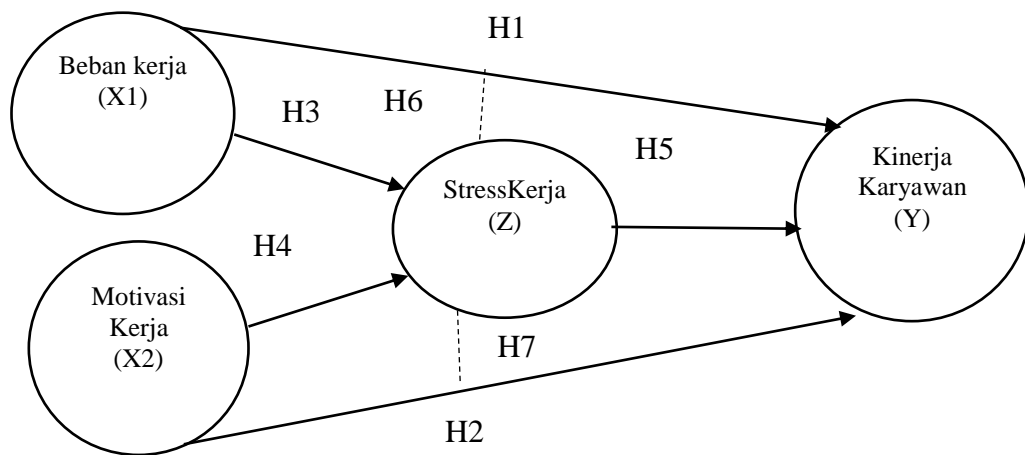 H1
Beban kerja
(X1)
H6
H3
H5
StressKerja
(Z)
Kinerja
Karyawan
(Y)
H4
Motivasi
Kerja
(X2)
H7
H2